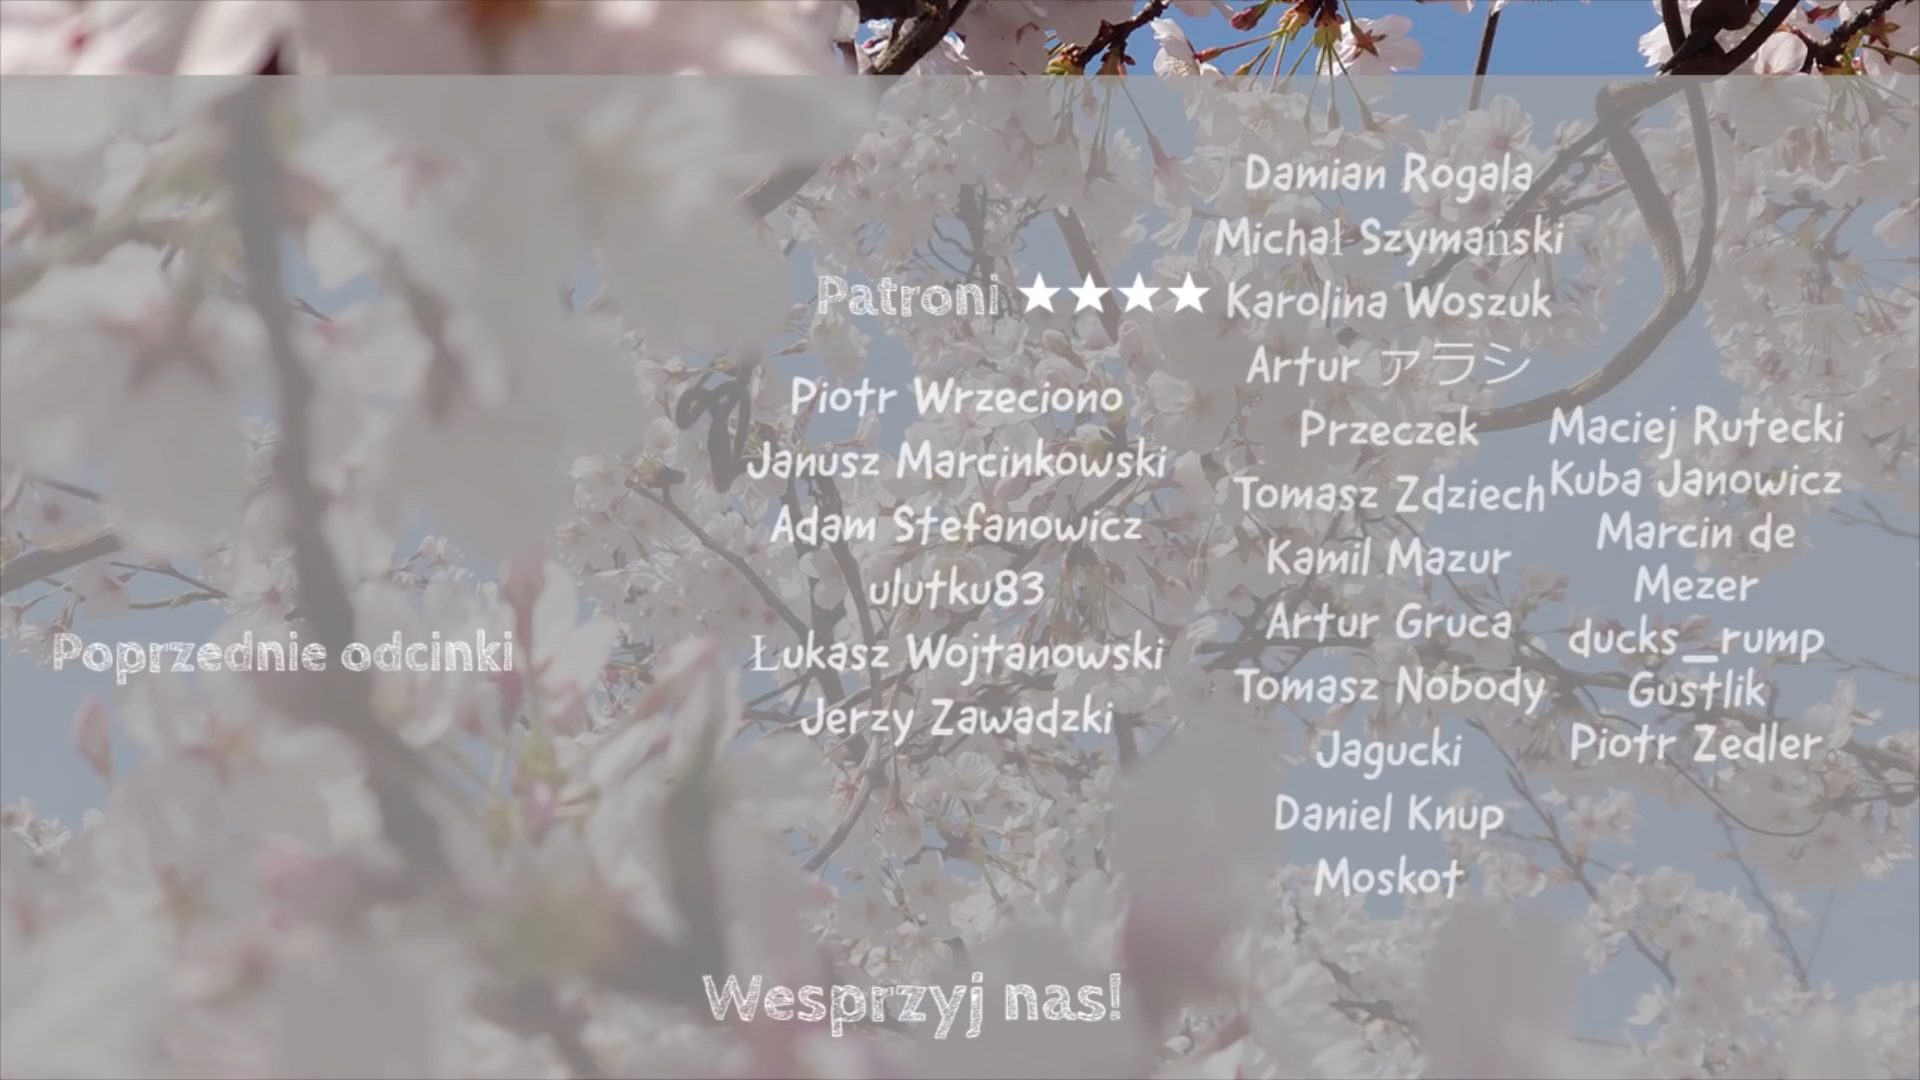 Poprzednie odcinki
Patroni ★★★★
Piotr Wrzeciono
Janusz Marcinkowski
Adam Stefanowicz
ulutku83
Łukasz Wojtanowski
Jerzy Zawadzki
Damian Rogala
Michał Szymański
Karolina Woszuk
Artur アラシ
Przeczek
Tomasz Zdziech
Kamil Mazur
Artur Gruca
Tomasz Nobody
Jagucki
Daniel Knup
Moskot
Maciej Rutecki
Kuba Janowicz
Marcin de
Mezer
ducks_rump
Gustlik
Piotr Zedler
Wesprzyj nas!